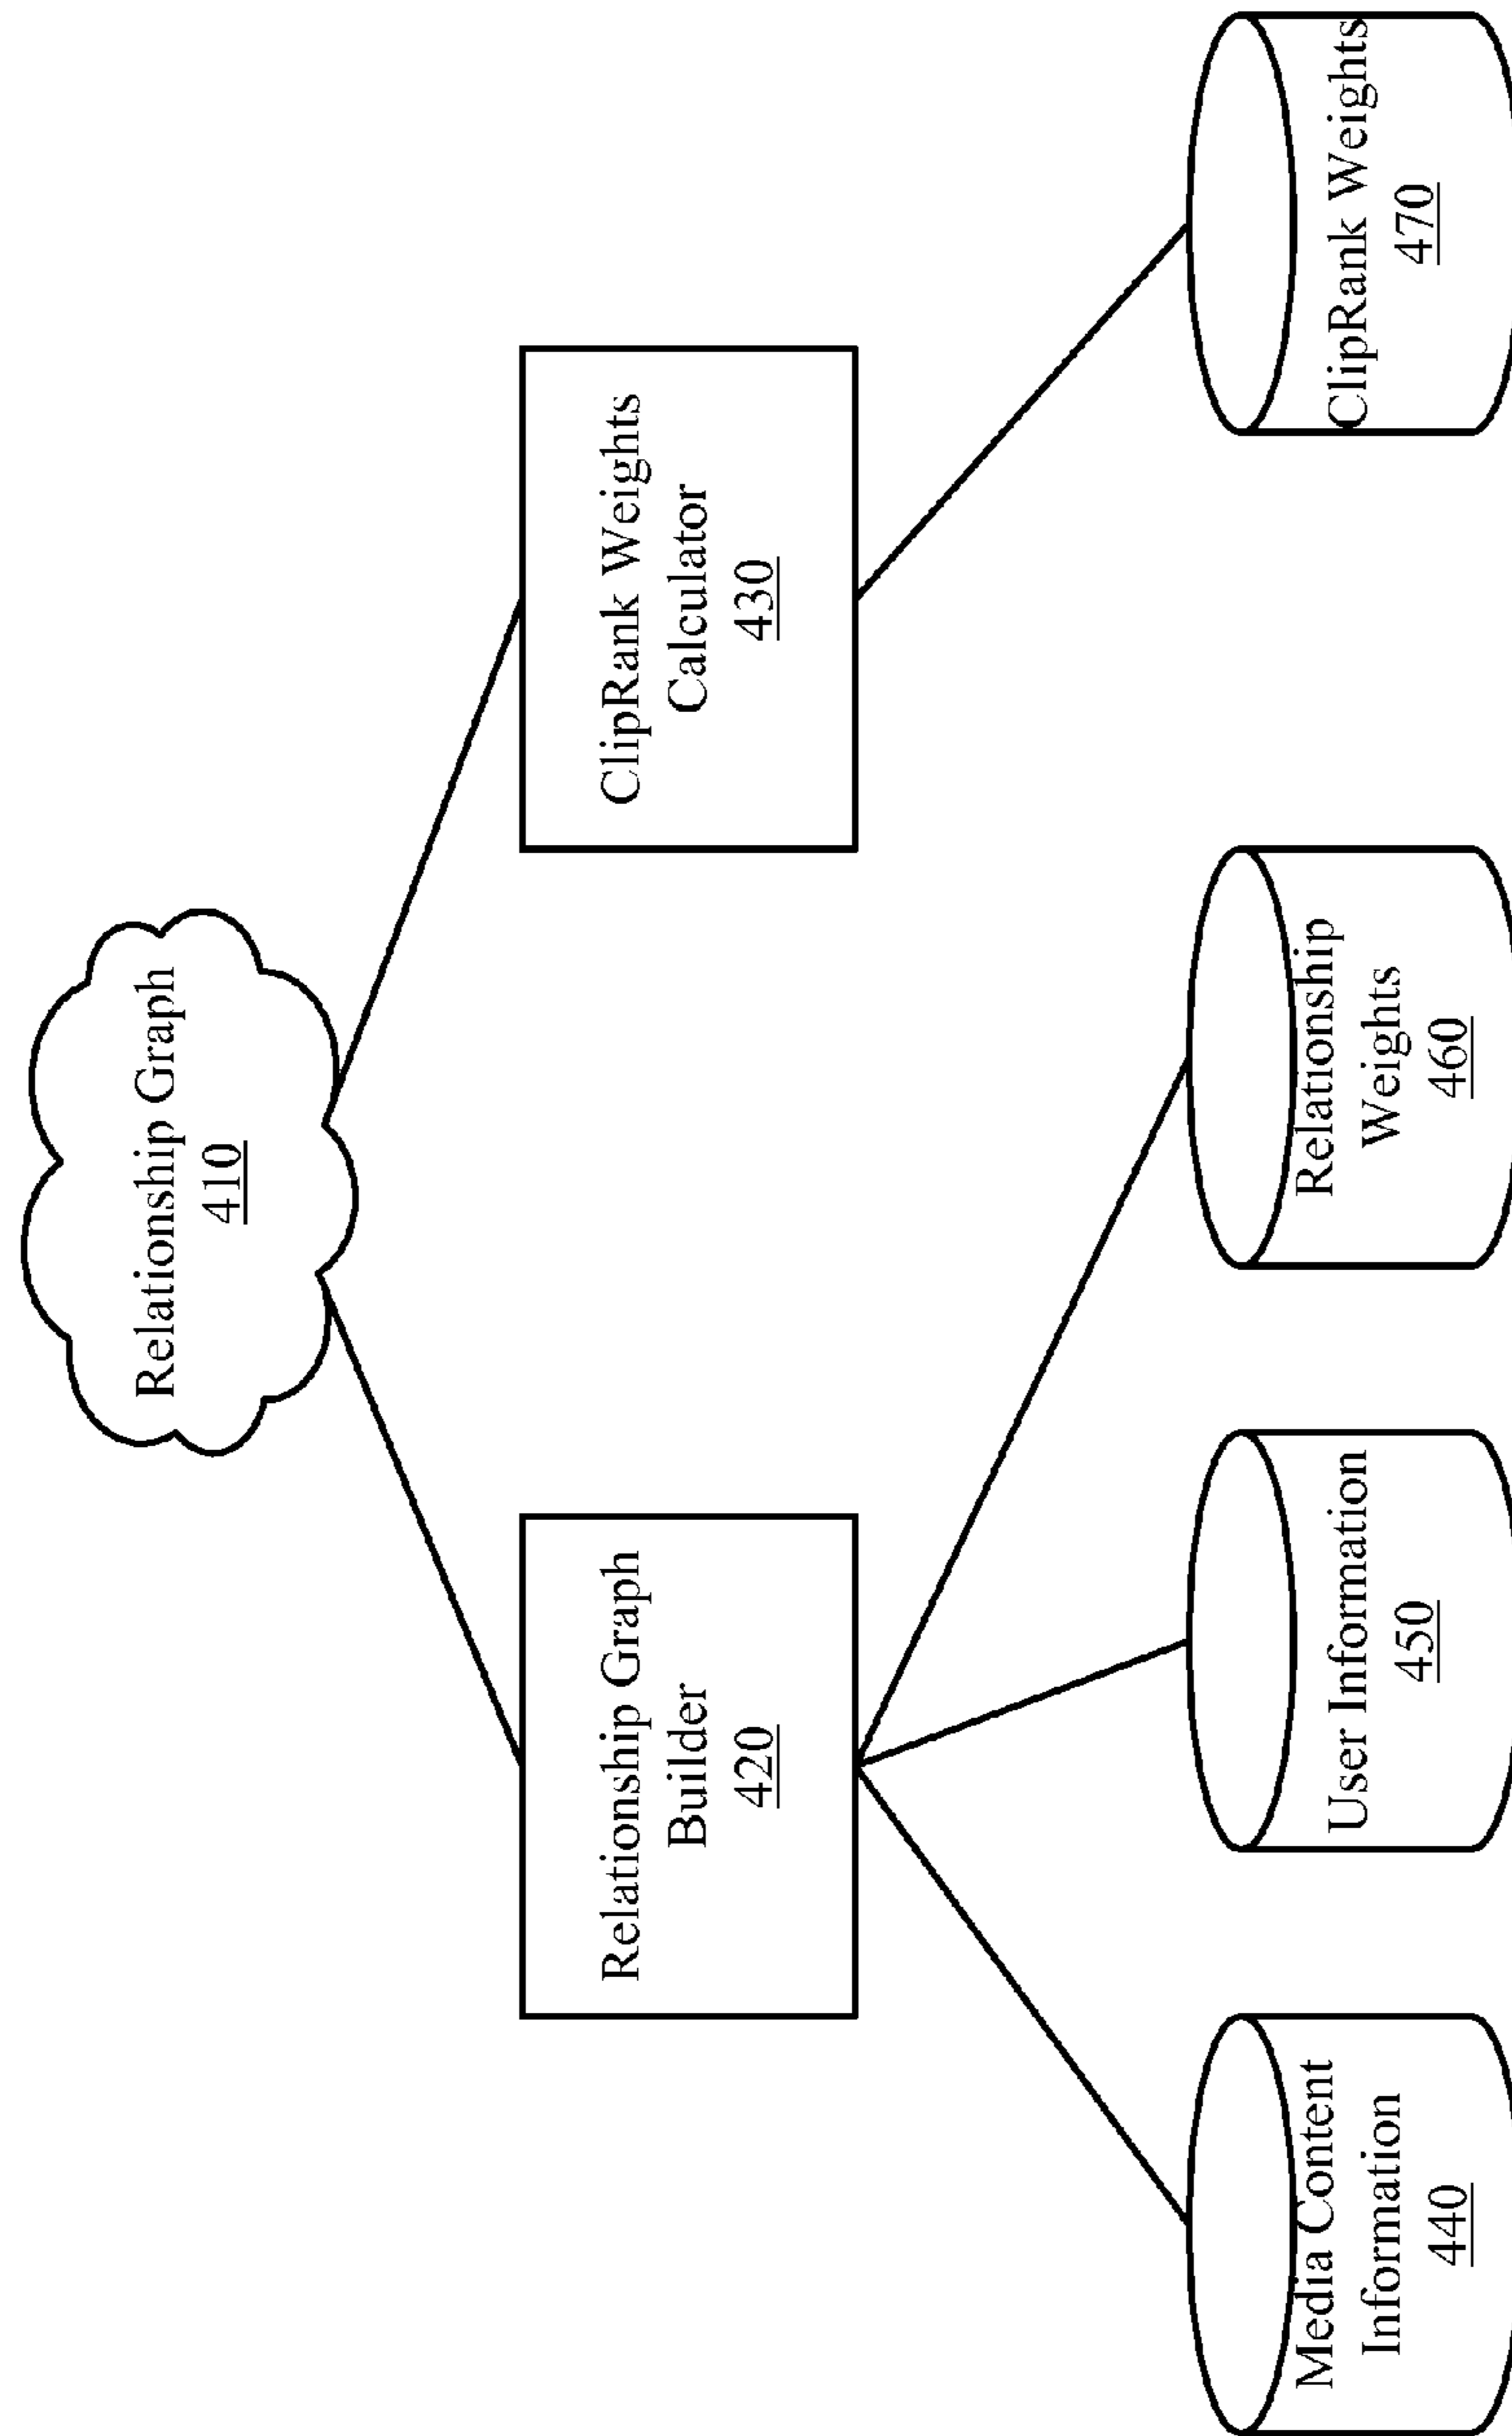 Relationship Graph
410
Relationship Graph
Builder
420
ClipRank Weights
Calculator
430
Media Content
Information
440
User Information
450
Relationship
Weights
460
ClipRank Weights
470